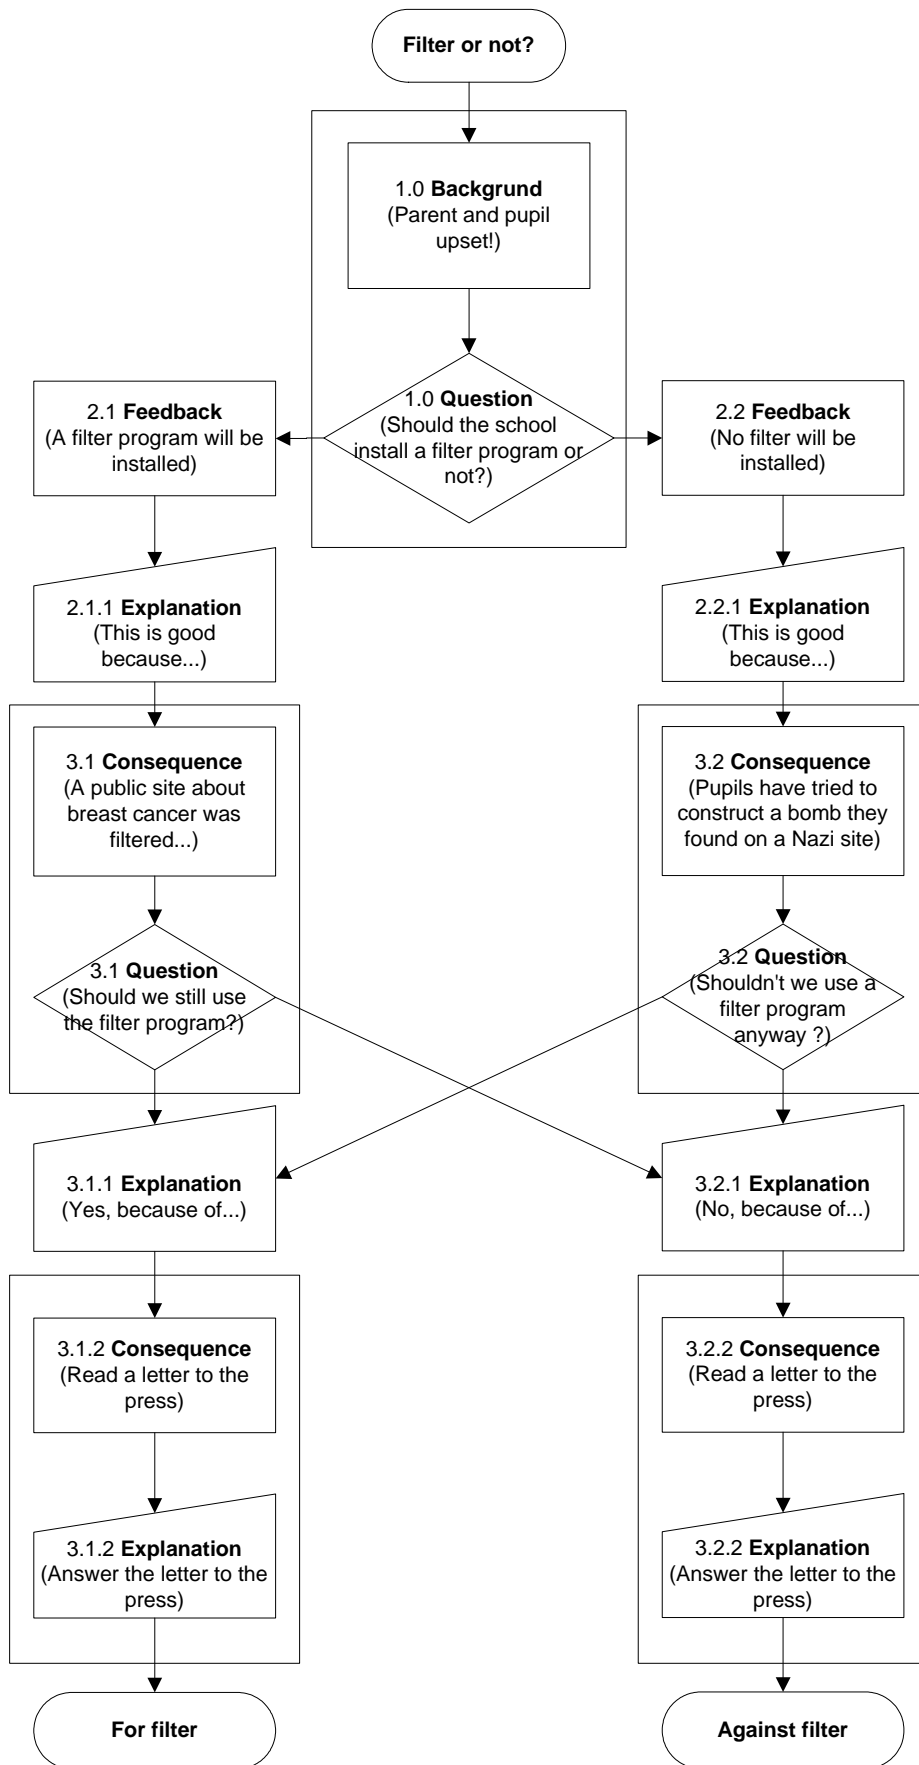 Filter or not?
1.0 Backgrund
(Parent and pupil
upset!)
1.0 Question
(Should the school
install a filter program or
not?)
2.1 Feedback
(A filter program will be
installed)
2.2 Feedback
(No filter will be
installed)
2.1.1 Explanation
(This is good
because...)
2.2.1 Explanation
(This is good
because...)
3.1 Consequence
(A public site about
breast cancer was
filtered...)
3.2 Consequence
(Pupils have tried to
construct a bomb they
found on a Nazi site)
3.1 Question
(Should we still use
the filter program?)
3.2 Question
(Shouldn't we use a
filter program
anyway ?)
3.1.1 Explanation
(Yes, because of...)
3.2.1 Explanation
(No, because of...)
3.1.2 Consequence
(Read a letter to the
press)
3.2.2 Consequence
(Read a letter to the
press)
3.1.2 Explanation
(Answer the letter to the
press)
3.2.2 Explanation
(Answer the letter to the
press)
For filter
Against filter